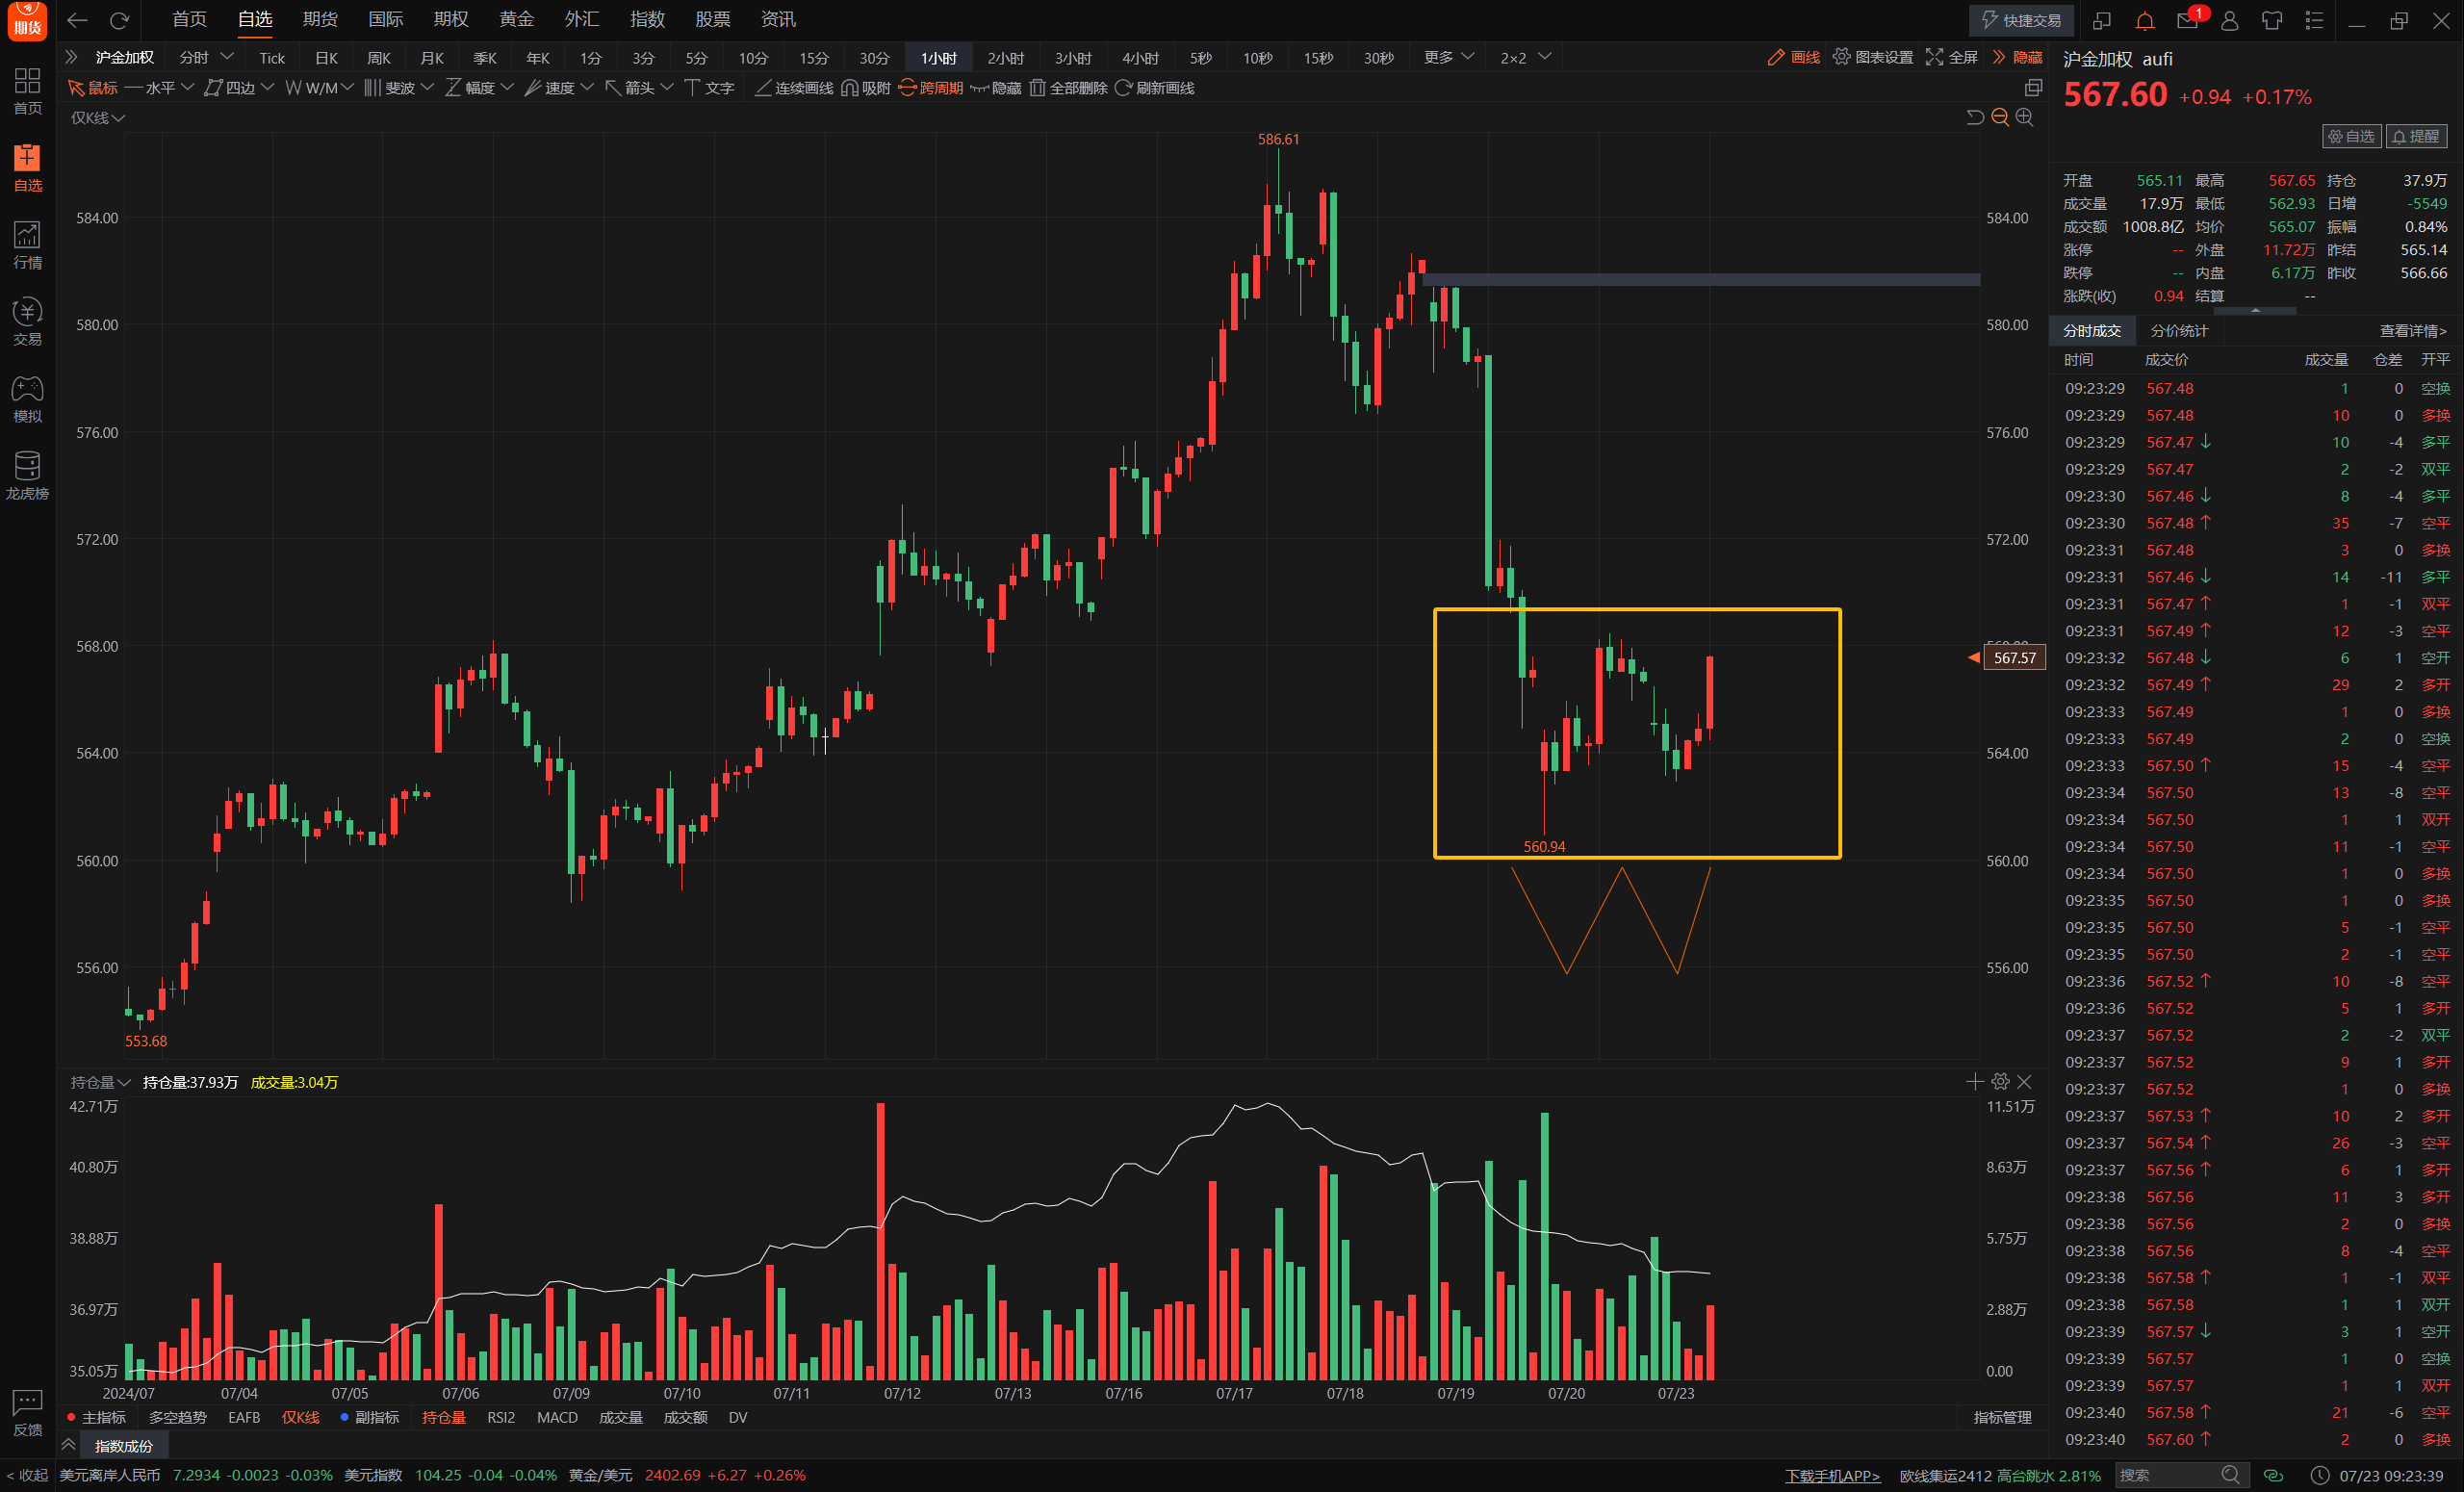 期货 首页 自选 期货 国际 期权 黄金 外汇 指数 股票 资讯 快捷交易 1
沪金加权 分时 Tick 日K 周K 月K 季K 年K 1分 3分 5分 10分 15分 30分 1小时 2小时 3小时 4小时 5秒 10秒 15秒 30秒 更多 2×2 画线 图表设置 全屏 隐藏
鼠标 水平 四边 W/M 斐波 幅度 速度 箭头 文字 连续画线 吸附 跨周期 隐藏 全部删除 刷新画线
首页
自选
行情
交易
模拟
龙虎榜
反馈
仅K线
586.61
584.00 584.00
580.00 580.00
576.00 576.00
572.00 572.00
568.00 568.00
567.57
564.00 564.00
560.94
560.00 560.00
556.00 556.00
553.68
持仓量 持仓量:37.93万 成交量:3.04万
42.71万 11.51万
40.80万 8.63万
38.88万 5.75万
36.97万 2.88万
35.05万 0.00
2024/07 07/04 07/05 07/06 07/09 07/10 07/11 07/12 07/13 07/16 07/17 07/18 07/19 07/20 07/23
主指标 多空趋势 EAFB 仅K线 副指标 持仓量 RSI2 MACD 成交量 成交额 DV 指标管理
指数成份
沪金加权 aufi
567.60 +0.94 +0.17%
自选 提醒
开盘 565.11 最高 567.65 持仓 37.9万
成交量 17.9万 最低 562.93 日增 -5549
成交额 1008.8亿 均价 565.07 振幅 0.84%
涨停 -- 外盘 11.72万 昨结 565.14
跌停 -- 内盘 6.17万 昨收 566.66
涨跌(收) 0.94 结算 --
分时成交 分价统计 查看详情>
时间 成交价 成交量 仓差 开平
09:23:29 567.48 1 0 空换
09:23:29 567.48 10 0 多换
09:23:29 567.47 ↓ 10 -4 多平
09:23:29 567.47 2 -2 双平
09:23:30 567.46 ↓ 8 -4 多平
09:23:30 567.48 ↑ 35 -7 空平
09:23:31 567.48 3 0 多换
09:23:31 567.46 ↓ 14 -11 多平
09:23:31 567.47 ↑ 1 -1 双平
09:23:31 567.49 ↑ 12 -3 空平
09:23:32 567.48 ↓ 6 1 空开
09:23:32 567.49 ↑ 29 2 多开
09:23:33 567.49 1 0 多换
09:23:33 567.49 2 0 空换
09:23:33 567.50 ↑ 15 -4 空平
09:23:34 567.50 13 -8 空平
09:23:34 567.50 1 1 双开
09:23:34 567.50 11 -1 空平
09:23:34 567.50 1 0 多换
09:23:35 567.50 1 0 多换
09:23:35 567.50 5 -1 空平
09:23:35 567.50 2 -1 空平
09:23:36 567.52 ↑ 10 -8 空平
09:23:36 567.52 5 1 多开
09:23:37 567.52 2 -2 双平
09:23:37 567.52 9 1 多开
09:23:37 567.52 1 0 多换
09:23:37 567.53 ↑ 10 2 多开
09:23:37 567.54 ↑ 26 -3 空平
09:23:37 567.56 ↑ 6 1 多开
09:23:38 567.56 11 3 多开
09:23:38 567.56 2 0 多换
09:23:38 567.56 8 -4 空平
09:23:38 567.58 ↑ 1 -1 双平
09:23:38 567.58 1 1 双开
09:23:39 567.57 ↓ 3 1 空开
09:23:39 567.57 1 0 空换
09:23:39 567.57 1 1 双开
09:23:40 567.58 ↑ 21 -6 空平
09:23:40 567.60 ↑ 2 0 多换
< 收起 美元离岸人民币 7.2934 -0.0023 -0.03% 美元指数 104.25 -0.04 -0.04% 黄金/美元 2402.69 +6.27 +0.26% 下载手机APP> 欧线集运2412 高台跳水 2.81% 搜索 07/23 09:23:39